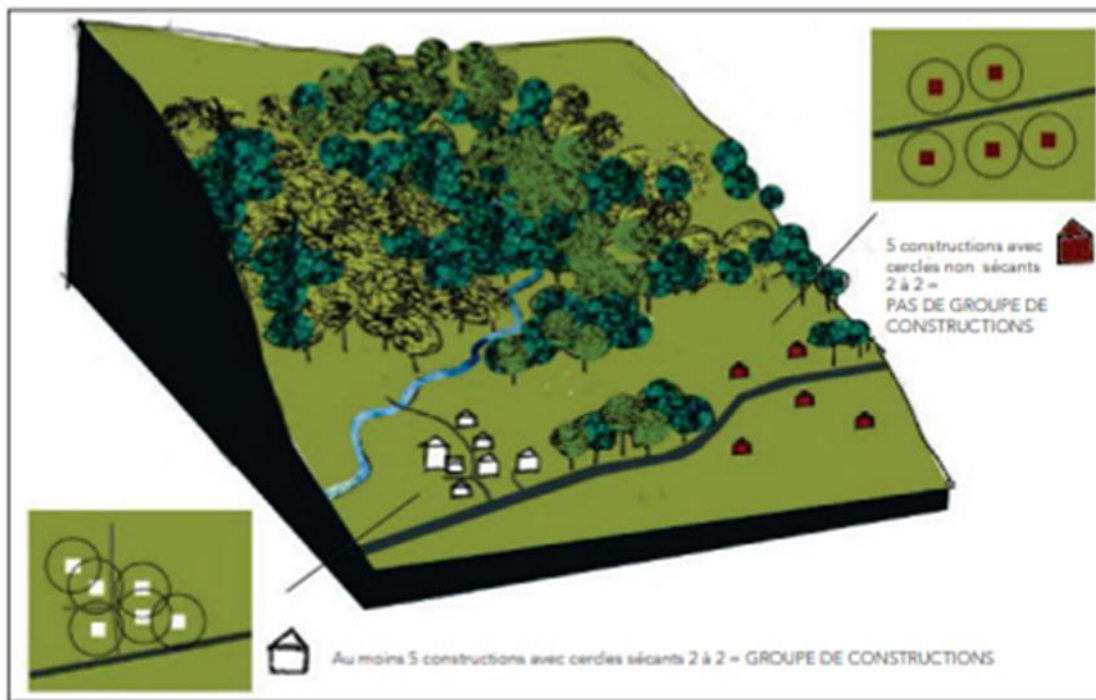 5 constructions avec
cercles non sécants
2 à 2 =
PAS DE GROUPE DE
CONSTRUCTIONS
Au moins 5 constructions avec cercles sécants 2 à 2 = GROUPE DE CONSTRUCTIONS